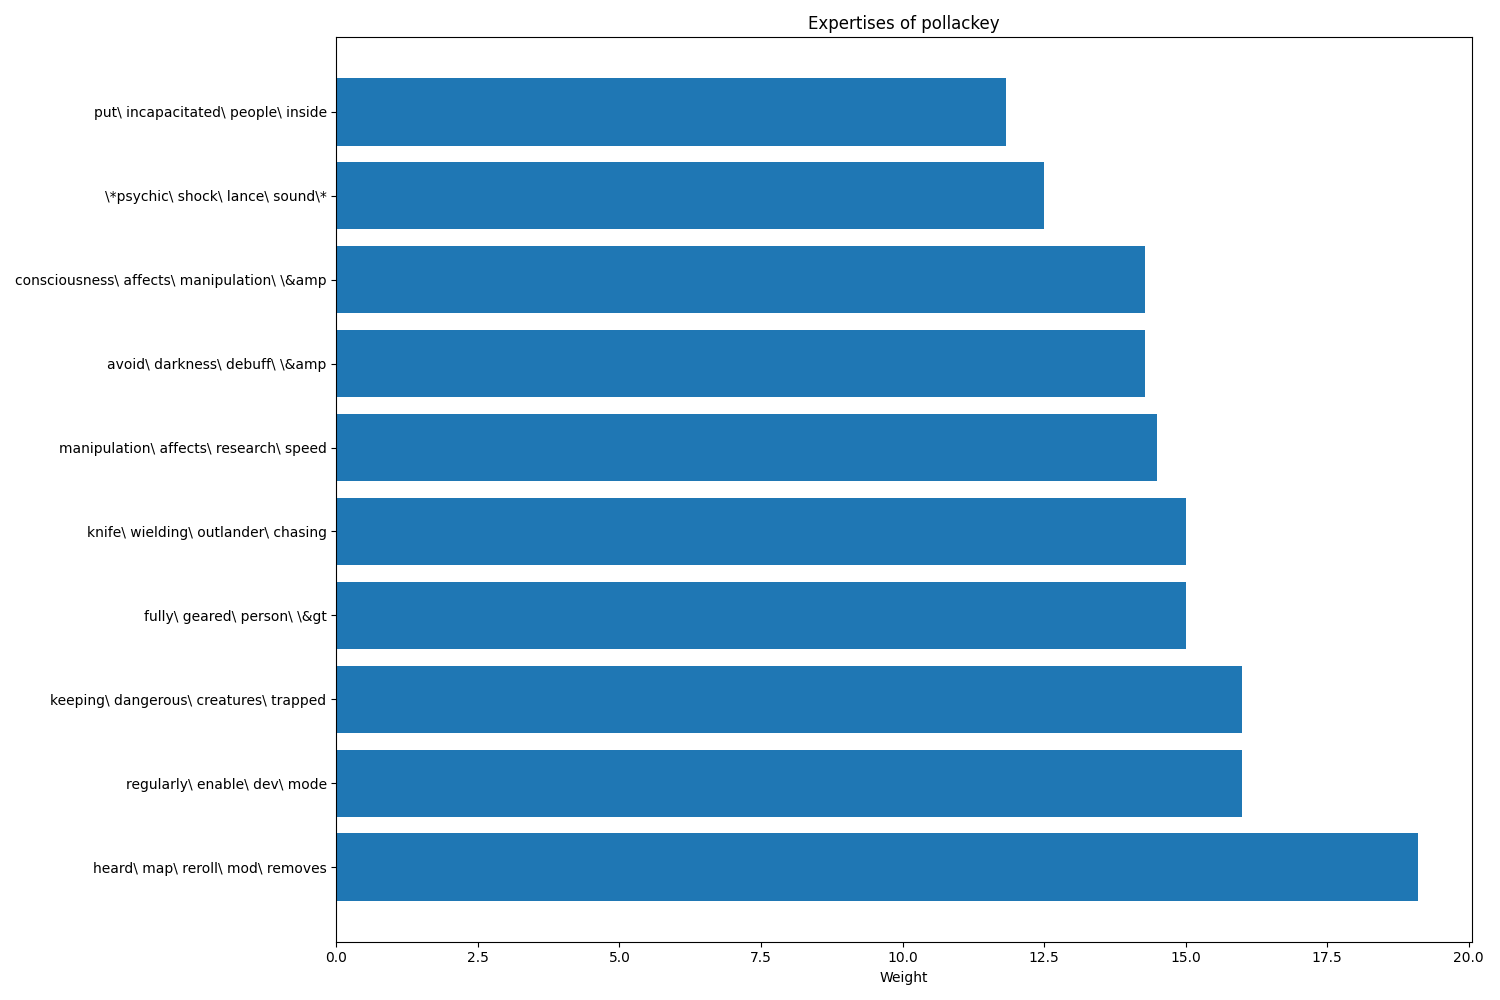 Expertises of pollackey
put\ incapacitated\ people\ inside
\*psychic\ shock\ lance\ sound\*
consciousness\ affects\ manipulation\ \&amp
avoid\ darkness\ debuff\ \&amp
manipulation\ affects\ research\ speed
knife\ wielding\ outlander\ chasing
fully\ geared\ person\ \&gt
keeping\ dangerous\ creatures\ trapped
regularly\ enable\ dev\ mode
heard\ map\ reroll\ mod\ removes
0.0 2.5 5.0 7.5 10.0 12.5 15.0 17.5 20.0
Weight